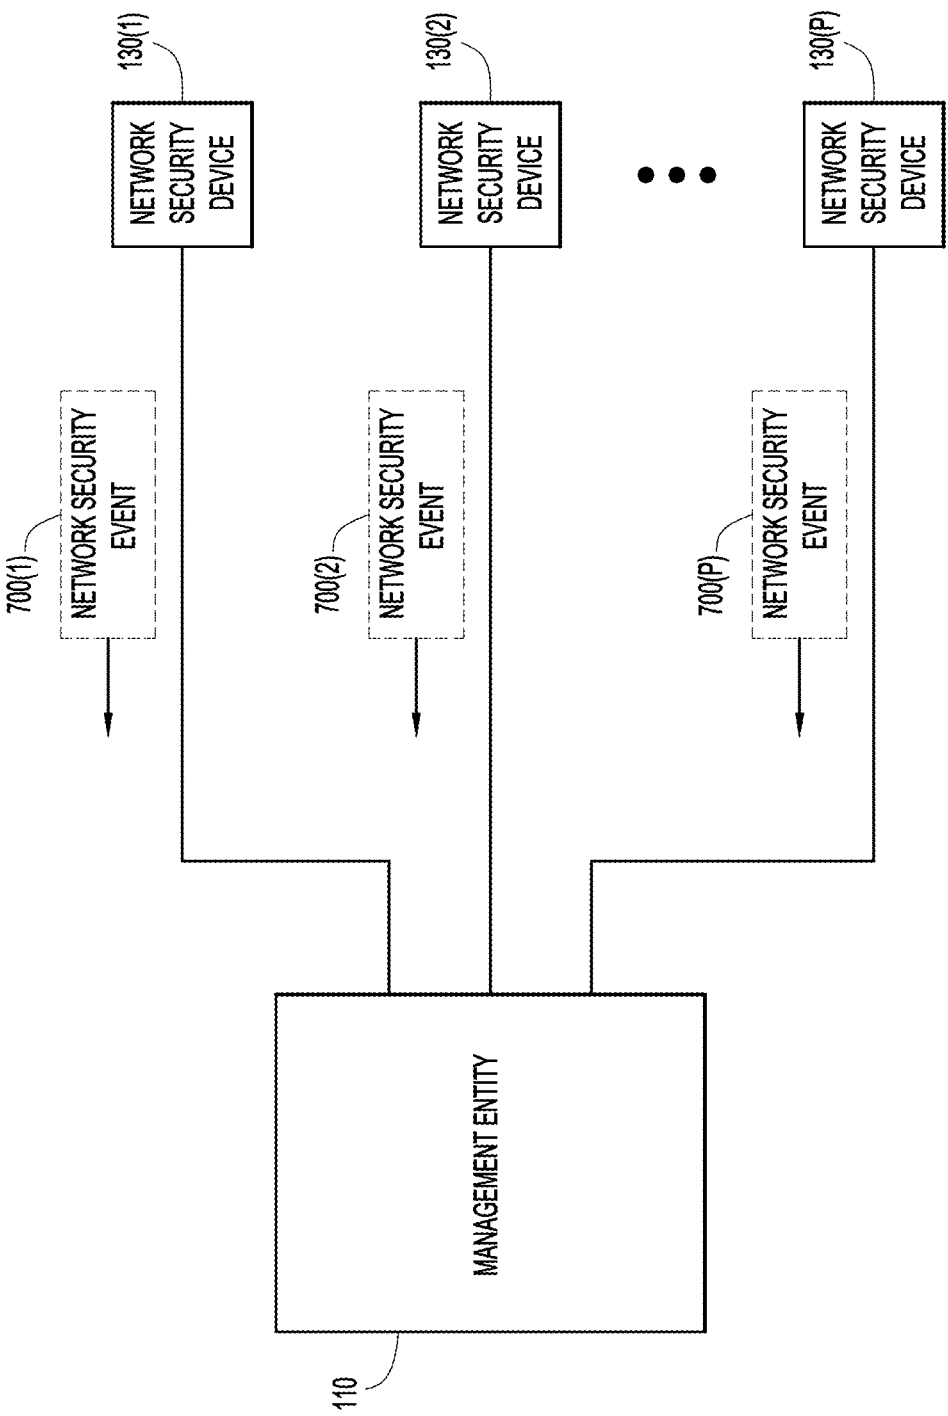 130(1)
NETWORK
SECURITY
DEVICE
700(1)
NETWORK SECURITY
EVENT
130(2)
NETWORK
SECURITY
DEVICE
700(2)
NETWORK SECURITY
EVENT
130(P)
NETWORK
SECURITY
DEVICE
700(P)
NETWORK SECURITY
EVENT
MANAGEMENT ENTITY
110